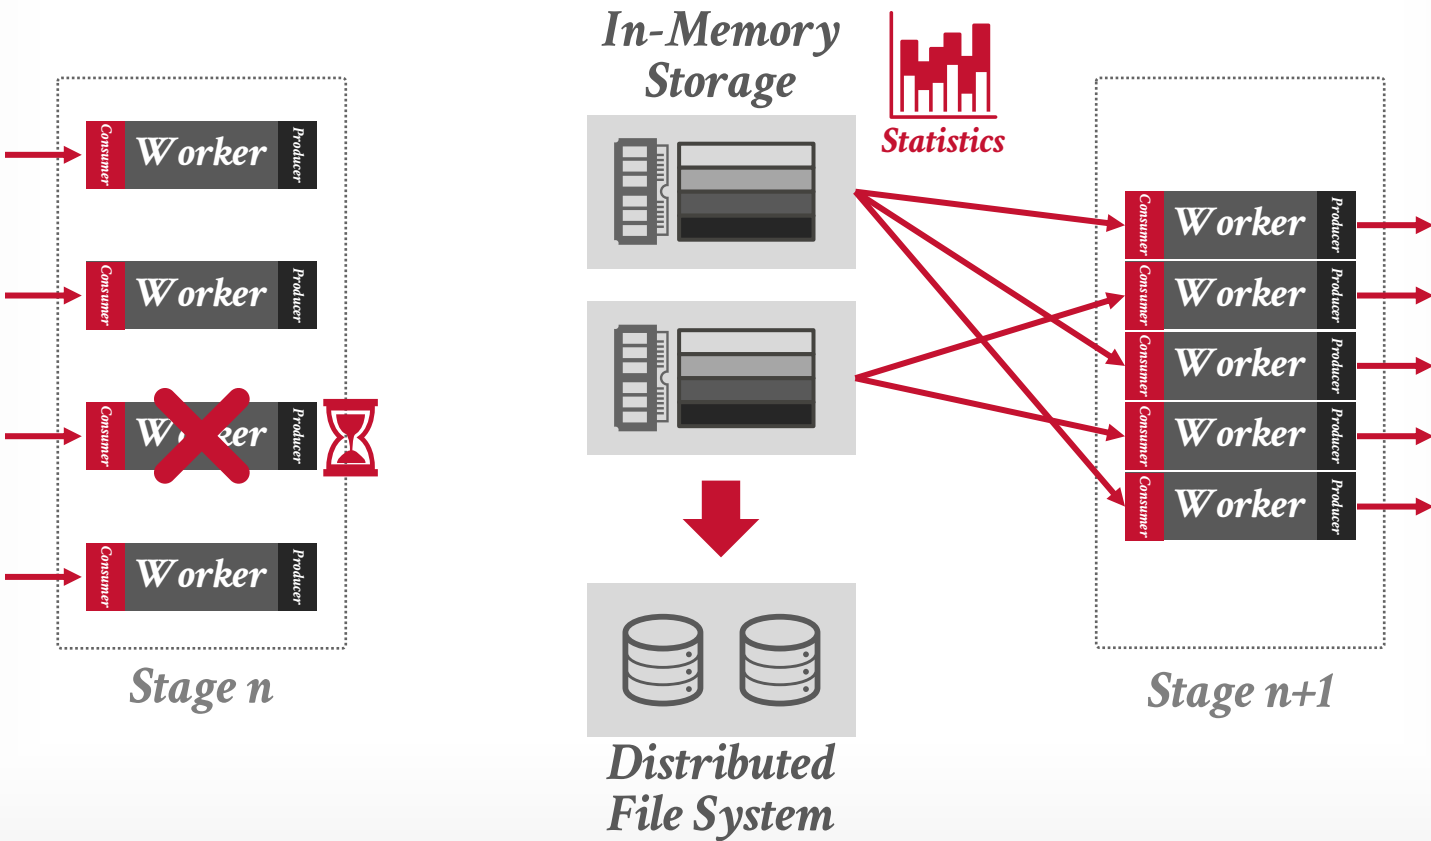 In-Memory
Storage
Statistics
Consumer
Worker
Producer
Consumer
Worker
Producer
Consumer
Worker
Producer
Consumer
Worker
Producer
Stage n
Consumer
Worker
Producer
Consumer
Worker
Producer
Consumer
Worker
Producer
Consumer
Worker
Producer
Consumer
Worker
Producer
Stage n+1
Distributed
File System